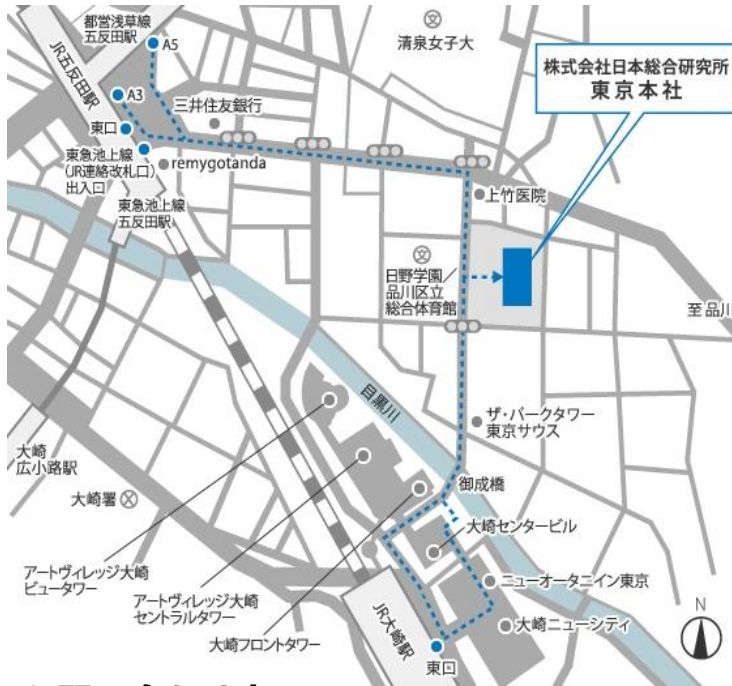 都営浅草線
五反田駅
A5
清泉女子大
株式会社日本総合研究所
東京本社
JR五反田駅
A3
三井住友銀行
東口
東急池上線
(JR連絡改札口)
出入口
remygotanda
東急池上線
五反田駅
上竹医院
日野学園/
品川区立
総合体育館
至品川
目黒川
ザ・パークタワー
東京サウス
大崎
広小路駅
御成橋
大崎署
大崎センタービル
アートヴィレッジ大崎
ビュータワー
アートヴィレッジ大崎
セントラルタワー
ニューオータニイン東京
大崎フロントタワー
JR大崎駅
大崎ニューシティ
東口
N